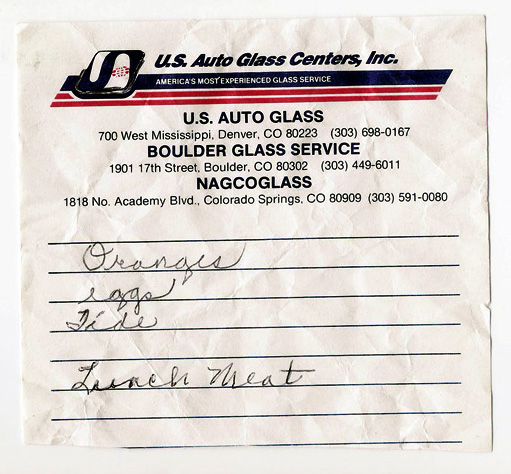 U.S. Auto Glass Centers, Inc.
AMERICA'S MOST EXPERIENCED GLASS SERVICE
U.S. AUTO GLASS
700 West Mississippi, Denver, CO 80223 (303) 698-0167
BOULDER GLASS SERVICE
1901 17th Street, Boulder, CO 80302 (303) 449-6011
NAGCOGLASS
1818 No. Academy Blvd., Colorado Springs, CO 80909 (303) 591-0080
Oranges
eggs
Tide
Lunch Meat